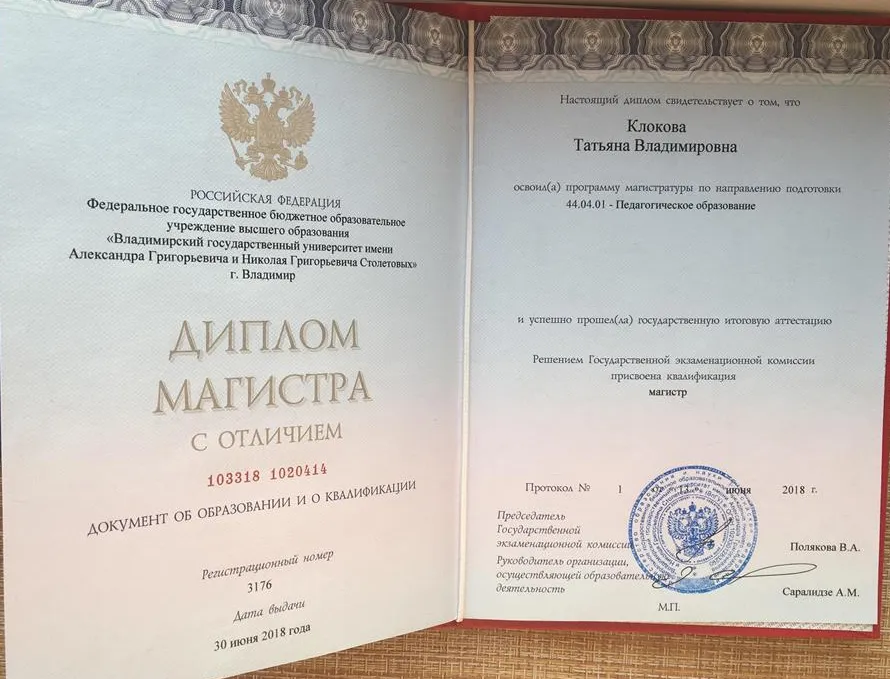 РОССИЙСКАЯ ФЕДЕРАЦИЯ
Федеральное государственное бюджетное образовательное
учреждение высшего образования
«Владимирский государственный университет имени
Александра Григорьевича и Николая Григорьевича Столетовых»
г. Владимир
ДИПЛОМ
МАГИСТРА
С ОТЛИЧИЕМ
103318 1020414
ДОКУМЕНТ ОБ ОБРАЗОВАНИИ И О КВАЛИФИКАЦИИ
Регистрационный номер
3176
Дата выдачи
30 июня 2018 года
Настоящий диплом свидетельствует о том, что
Клокова
Татьяна Владимировна
освоил(а) программу магистратуры по направлению подготовки
44.04.01 - Педагогическое образование
и успешно прошел(ла) государственную итоговую аттестацию
Решением Государственной экзаменационной комиссии
присвоена квалификация
магистр
Протокол № 1 июня 2018 г.
Председатель
Государственной
экзаменационной комиссии
Полякова В.А.
Руководитель организации,
осуществляющей образовательную
деятельность
Саралидзе А.М.
М.П.